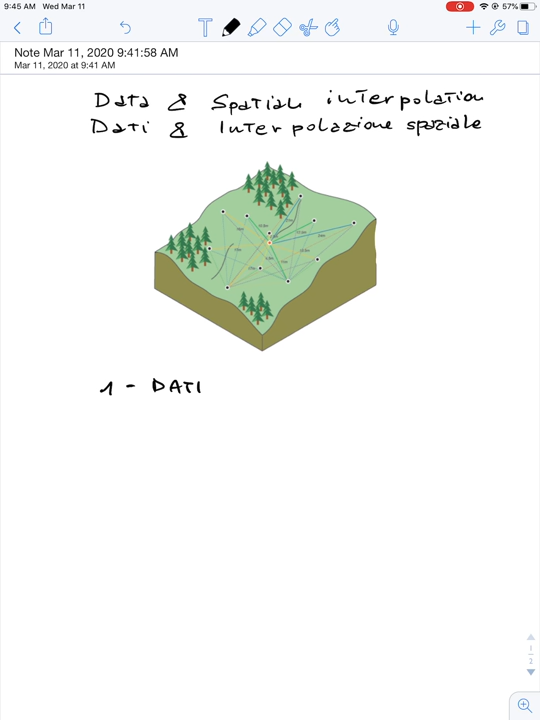 9:45 AM Wed Mar 11
57%
T
Note Mar 11, 2020 9:41:58 AM
Mar 11, 2020 at 9:41 AM
Data & Spatial interpolation
Dati & Interpolazione spaziale
1 - DATI
1
2